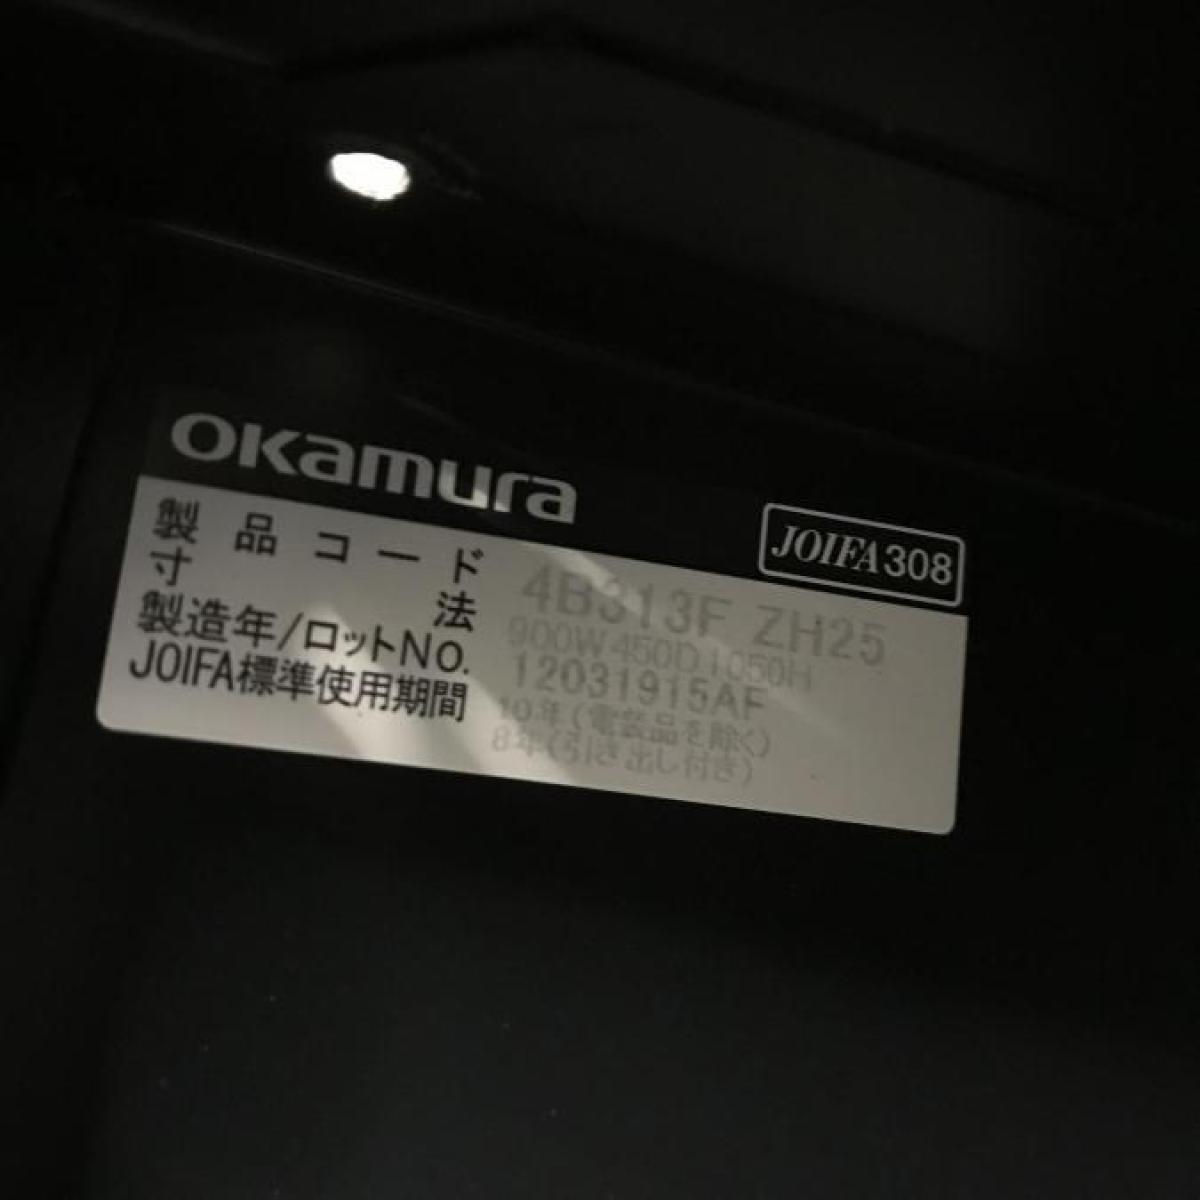 okamura
JOIFA308
製品コード 4B313F ZH25
寸法 900W450D1050H
製造年/ロットNO. 12031915AF
JOIFA標準使用期間 10年(電装品を除く)
8年(引き出し付き)